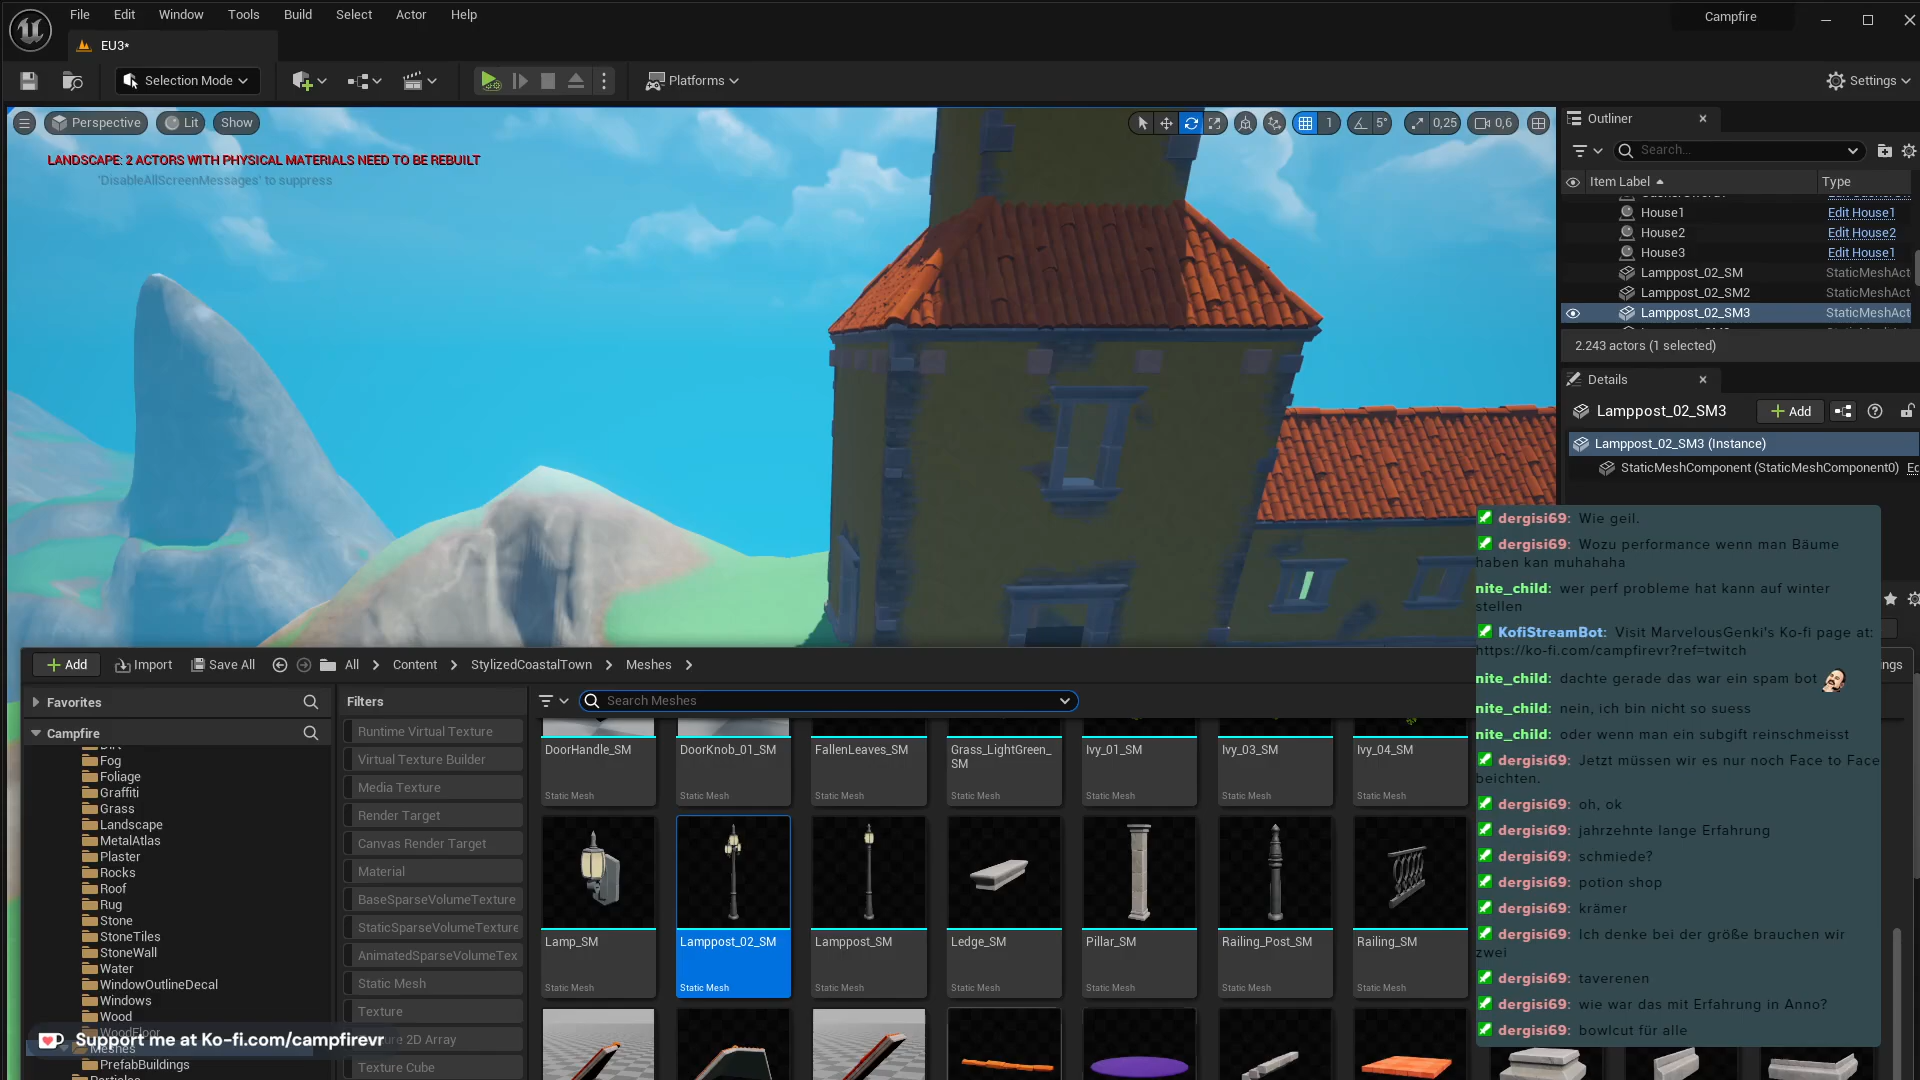 File Edit Window Tools Build Select Actor Help
Campfire
EU3*
Selection Mode
Platforms
Settings
Perspective Lit Show
1 5° 0,25 0,6
LANDSCAPE: 2 ACTORS WITH PHYSICAL MATERIALS NEED TO BE REBUILT
'DisableAllScreenMessages' to suppress
Outliner
Search...
Item Label Type
House1 Edit House1
House2 Edit House2
House3 Edit House1
Lamppost_02_SM StaticMeshAct
Lamppost_02_SM2 StaticMeshAct
Lamppost_02_SM3 StaticMeshAct
2.243 actors (1 selected)
Details
Lamppost_02_SM3 Add
Lamppost_02_SM3 (Instance)
StaticMeshComponent (StaticMeshComponent0)
dergisi69: Wie geil.
dergisi69: Wozu performance wenn man Bäume
haben kan muhahaha
nite_child: wer perf probleme hat kann auf winter
stellen
KofiStreamBot: Visit MarvelousGenki's Ko-fi page at:
https://ko-fi.com/campfirevr?ref=twitch
nite_child: dachte gerade das war ein spam bot
nite_child: nein, ich bin nicht so suess
nite_child: oder wenn man ein subgift reinschmeisst
dergisi69: Jetzt müssen wir es nur noch Face to Face
beichten.
dergisi69: oh, ok
dergisi69: jahrzehnte lange Erfahrung
dergisi69: schmiede?
dergisi69: potion shop
dergisi69: krämer
dergisi69: Ich denke bei der größe brauchen wir
zwei
dergisi69: taverenen
dergisi69: wie war das mit Erfahrung in Anno?
dergisi69: bowlcut für alle
Add Import Save All All Content StylizedCoastalTown Meshes
ngs
Favorites
Campfire
Fog
Foliage
Graffiti
Grass
Landscape
MetalAtlas
Plaster
Rocks
Roof
Rug
Stone
StoneTiles
StoneWall
Water
WindowOutlineDecal
Windows
Wood
WoodFloor
Meshes
PrefabBuildings
Support me at Ko-fi.com/campfirevr
Filters
Runtime Virtual Texture
Virtual Texture Builder
Media Texture
Render Target
Canvas Render Target
Material
BaseSparseVolumeTexture
StaticSparseVolumeTexture
AnimatedSparseVolumeTex
Static Mesh
Texture
2D Array
Texture Cube
Search Meshes
DoorHandle_SM DoorKnob_01_SM FallenLeaves_SM Grass_LightGreen_ Ivy_01_SM Ivy_03_SM Ivy_04_SM
SM
Static Mesh Static Mesh Static Mesh Static Mesh Static Mesh Static Mesh Static Mesh
Lamp_SM Lamppost_02_SM Lamppost_SM Ledge_SM Pillar_SM Railing_Post_SM Railing_SM
Static Mesh Static Mesh Static Mesh Static Mesh Static Mesh Static Mesh Static Mesh